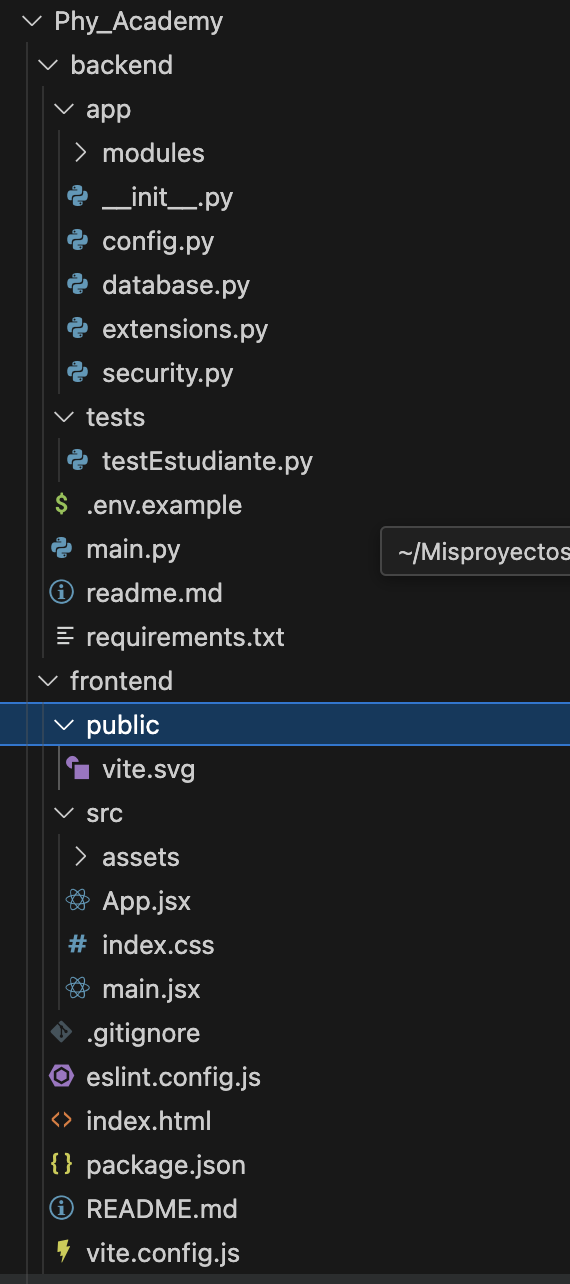 Phy_Academy
backend
app
modules
__init__.py
config.py
database.py
extensions.py
security.py
tests
testEstudiante.py
.env.example
main.py
~/Misproyectos
readme.md
requirements.txt
frontend
public
vite.svg
src
assets
App.jsx
index.css
main.jsx
.gitignore
eslint.config.js
index.html
package.json
README.md
vite.config.js